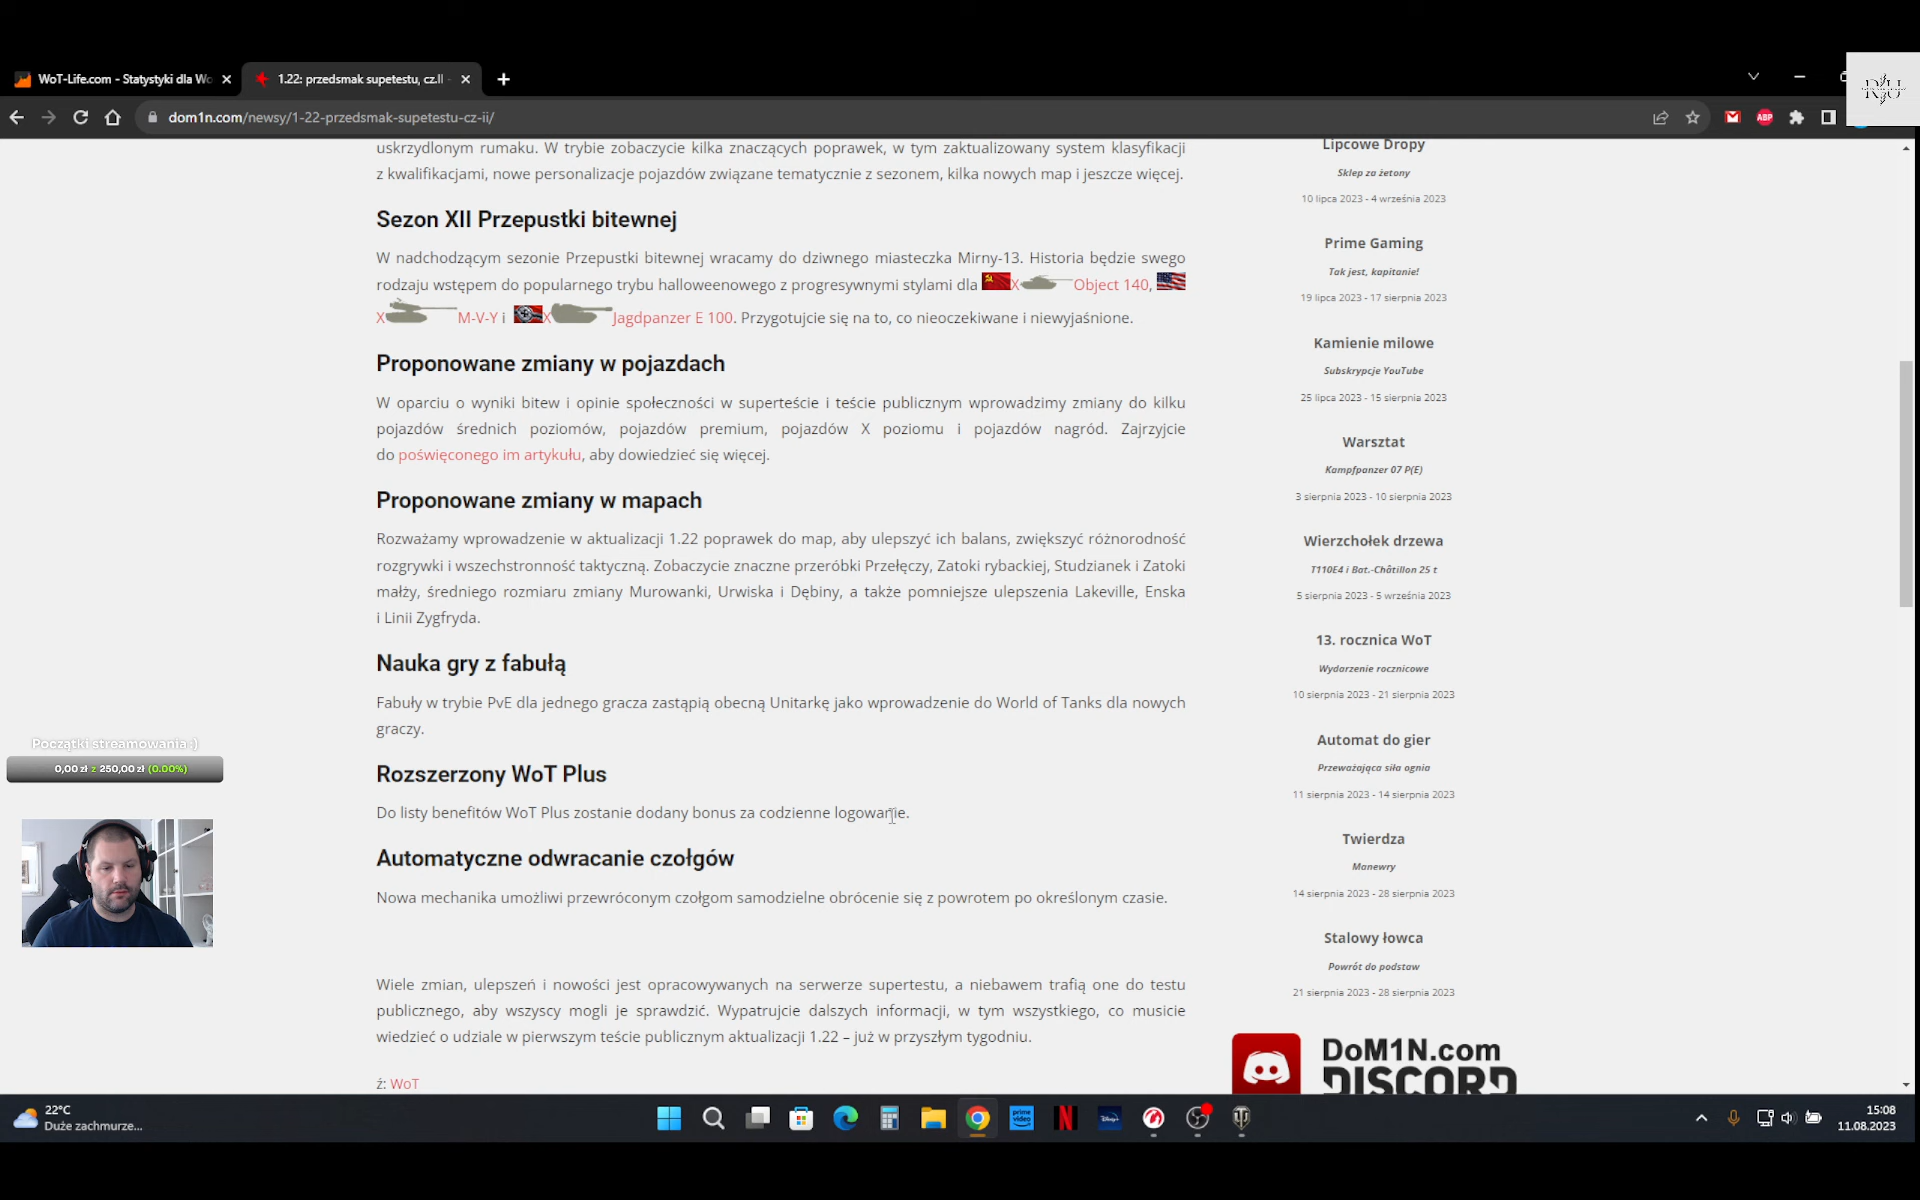 WoT-Life.com - Statystyki dla Wo
1.22: przedsmak supetestu, cz.II -
dom1n.com/newsy/1-22-przedsmak-supetestu-cz-ii/
ABP
uskrzydlonym rumaku. W trybie zobaczycie kilka znaczących poprawek, w tym zaktualizowany system klasyfikacji
z kwalifikacjami, nowe personalizacje pojazdów związane tematycznie z sezonem, kilka nowych map i jeszcze więcej.
Sezon XII Przepustki bitewnej
W nadchodzącym sezonie Przepustki bitewnej wracamy do dziwnego miasteczka Mirny-13. Historia będzie swego
rodzaju wstępem do popularnego trybu halloweenowego z progresywnymi stylami dla X Object 140,
X M-V-Y i X Jagdpanzer E 100. Przygotujcie się na to, co nieoczekiwane i niewyjaśnione.
Proponowane zmiany w pojazdach
W oparciu o wyniki bitew i opinie społeczności w superteście i teście publicznym wprowadzimy zmiany do kilku
pojazdów średnich poziomów, pojazdów premium, pojazdów X poziomu i pojazdów nagród. Zajrzyjcie
do poświęconego im artykułu, aby dowiedzieć się więcej.
Proponowane zmiany w mapach
Rozważamy wprowadzenie w aktualizacji 1.22 poprawek do map, aby ulepszyć ich balans, zwiększyć różnorodność
rozgrywki i wszechstronność taktyczną. Zobaczycie znaczne przeróbki Przełęczy, Zatoki rybackiej, Studzianek i Zatoki
małży, średniego rozmiaru zmiany Murowanki, Urwiska i Dębiny, a także pomniejsze ulepszenia Lakeville, Enska
i Linii Zygfryda.
Nauka gry z fabułą
Fabuły w trybie PvE dla jednego gracza zastąpią obecną Unitarkę jako wprowadzenie do World of Tanks dla nowych
graczy.
Rozszerzony WoT Plus
Do listy benefitów WoT Plus zostanie dodany bonus za codzienne logowanie.
Automatyczne odwracanie czołgów
Nowa mechanika umożliwi przewróconym czołgom samodzielne obrócenie się z powrotem po określonym czasie.
Wiele zmian, ulepszeń i nowości jest opracowywanych na serwerze supertestu, a niebawem trafią one do testu
publicznego, aby wszyscy mogli je sprawdzić. Wypatrujcie dalszych informacji, w tym wszystkiego, co musicie
wiedzieć o udziale w pierwszym teście publicznym aktualizacji 1.22 – już w przyszłym tygodniu.
ź: WoT
Lipcowe Dropy
Sklep za żetony
10 lipca 2023 - 4 września 2023
Prime Gaming
Tak jest, kapitanie!
19 lipca 2023 - 17 sierpnia 2023
Kamienie milowe
Subskrypcje YouTube
25 lipca 2023 - 15 sierpnia 2023
Warsztat
Kampfpanzer 07 P(E)
3 sierpnia 2023 - 10 sierpnia 2023
Wierzchołek drzewa
T110E4 i Bat.-Châtillon 25 t
5 sierpnia 2023 - 5 września 2023
13. rocznica WoT
Wydarzenie rocznicowe
10 sierpnia 2023 - 21 sierpnia 2023
Automat do gier
Przeważająca siła ognia
11 sierpnia 2023 - 14 sierpnia 2023
Twierdza
Manewry
14 sierpnia 2023 - 28 sierpnia 2023
Stalowy łowca
Powrót do podstaw
21 sierpnia 2023 - 28 sierpnia 2023
DoM1N.com
DISCORD
Początki streamowania :)
0,00 zł z 250,00 zł (0.00%)
22°C
Duże zachmurze...
prime video
Disney+
15:08
11.08.2023